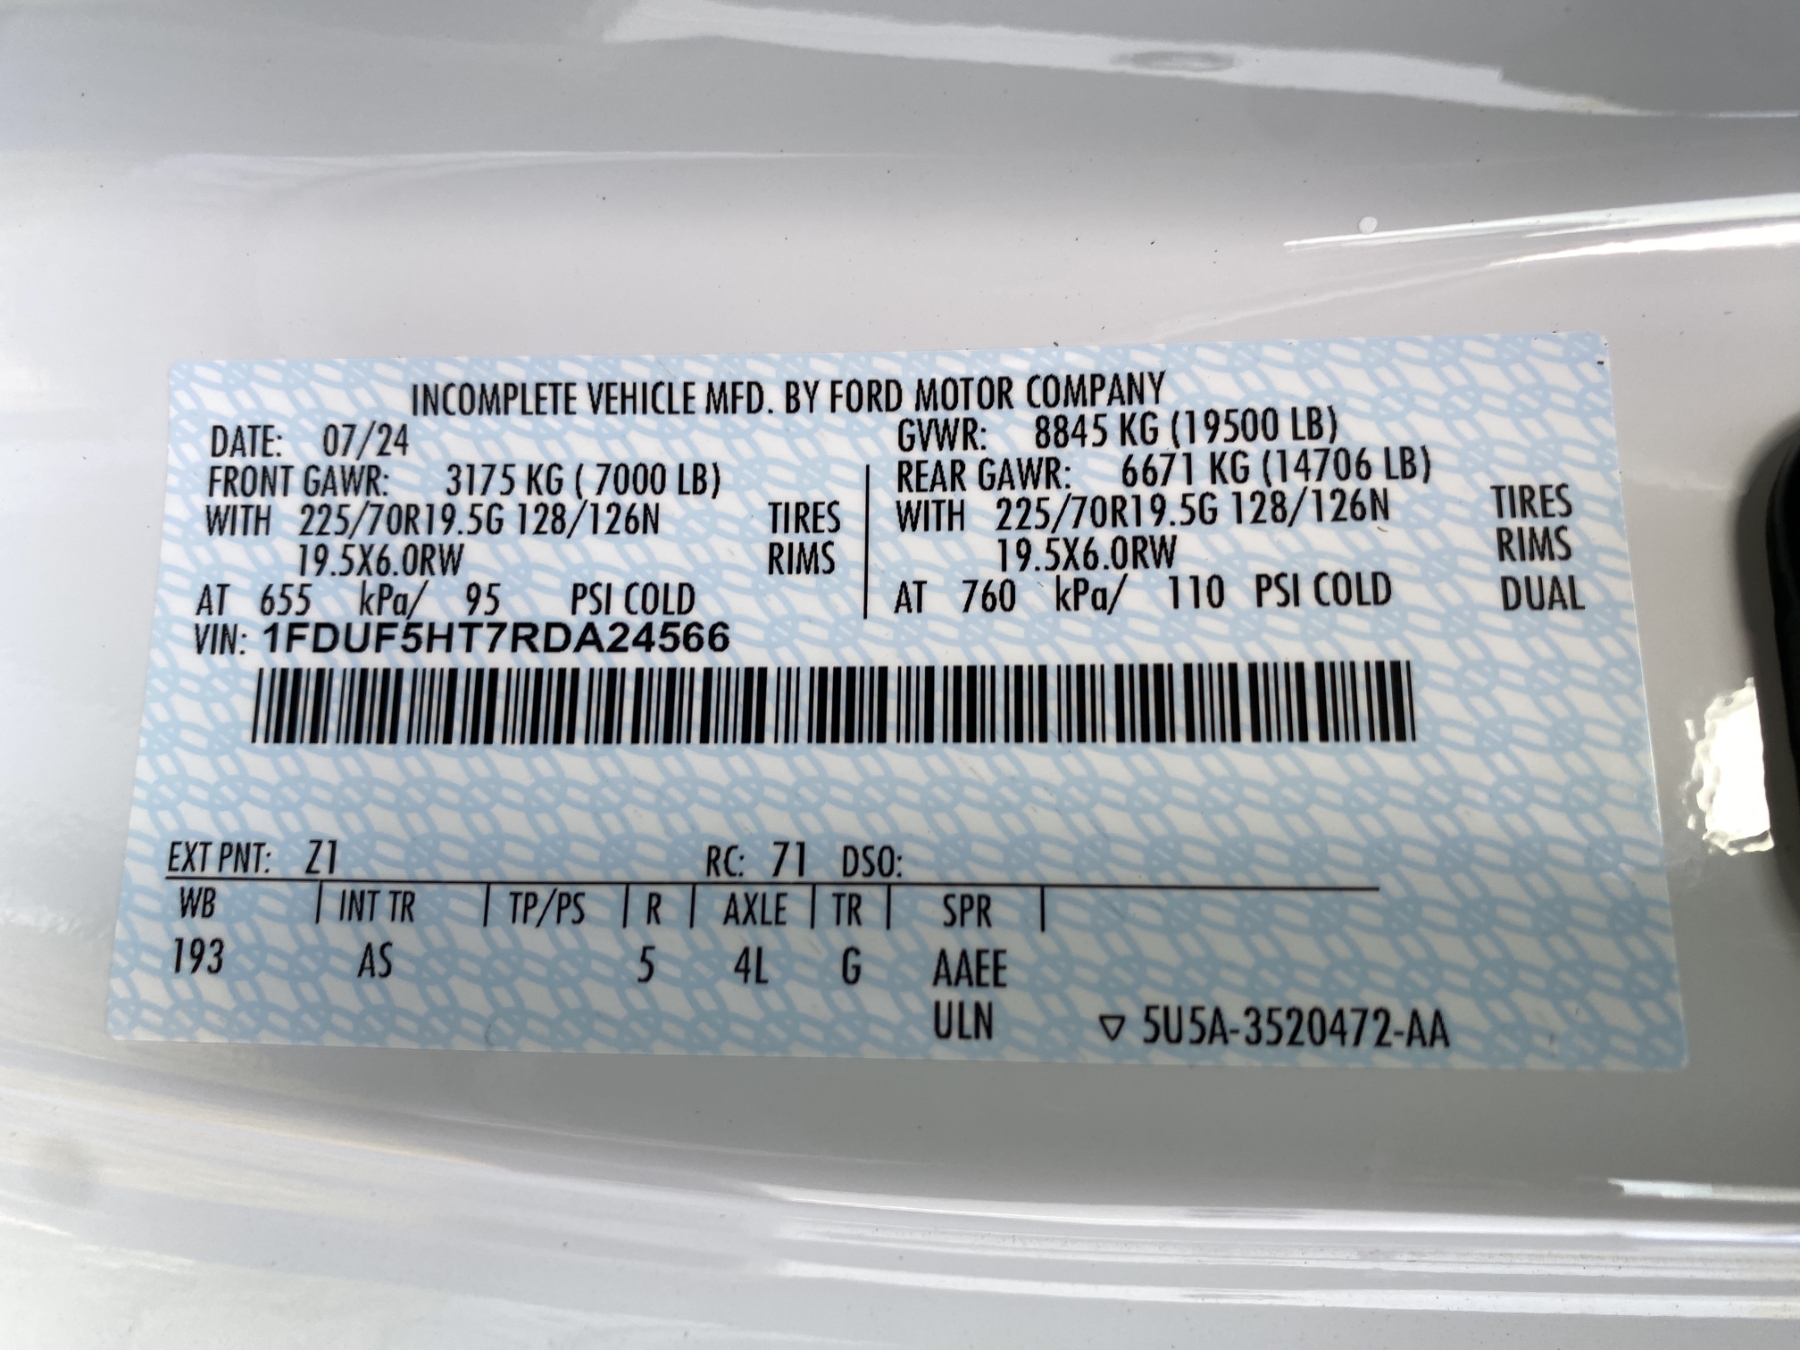 INCOMPLETE VEHICLE MFD. BY FORD MOTOR COMPANY
DATE: 07/24 GVWR: 8845 KG (19500 LB)
FRONT GAWR: 3175 KG ( 7000 LB) REAR GAWR: 6671 KG (14706 LB)
WITH 225/70R19.5G 128/126N TIRES WITH 225/70R19.5G 128/126N TIRES
19.5X6.0RW RIMS 19.5X6.0RW RIMS
AT 655 kPa/ 95 PSI COLD AT 760 kPa/ 110 PSI COLD DUAL
VIN: 1FDUF5HT7RDA24566
EXT PNT: Z1 RC: 71 DSO:
WB INT TR TP/PS R AXLE TR SPR
193 AS 5 4L G AAEE
ULN ▽ 5U5A-3520472-AA